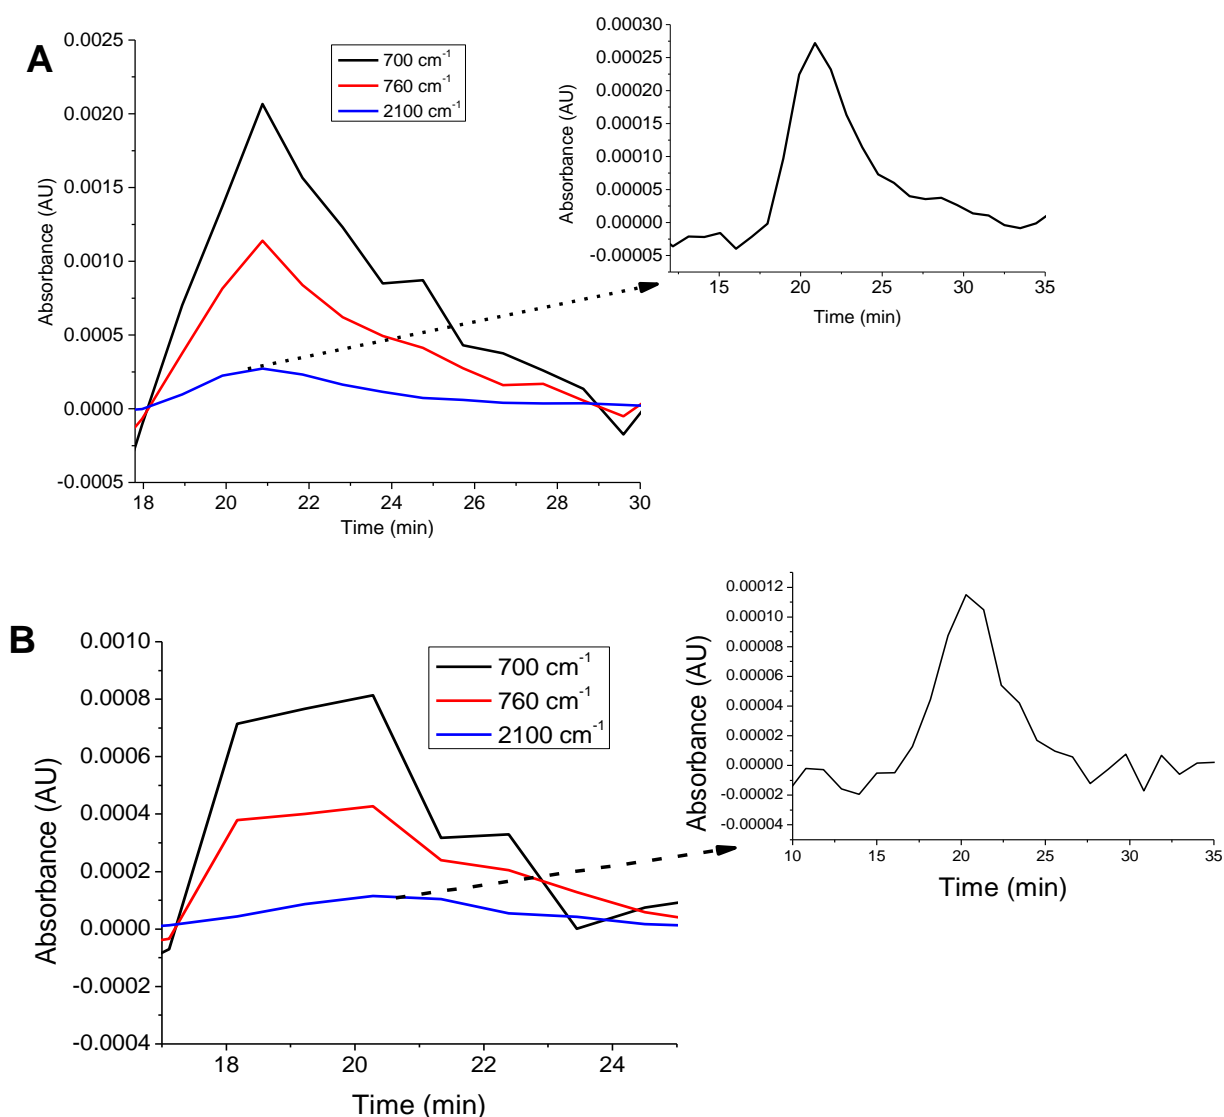 A
0.0025
0.0020
0.0015
0.0010
0.0005
0.0000
-0.0005
Absorbance (AU)
18 20 22 24 26 28 30
Time (min)
700 cm⁻¹
760 cm⁻¹
2100 cm⁻¹
0.00030
0.00025
0.00020
0.00015
0.00010
0.00005
0.00000
-0.00005
Absorbance (AU)
15 20 25 30 35
Time (min)
B
0.0010
0.0008
0.0006
0.0004
0.0002
0.0000
-0.0002
-0.0004
Absorbance (AU)
18 20 22 24
Time (min)
700 cm⁻¹
760 cm⁻¹
2100 cm⁻¹
0.00012
0.00010
0.00008
0.00006
0.00004
0.00002
0.00000
-0.00002
-0.00004
Absorbance (AU)
10 15 20 25 30 35
Time (min)